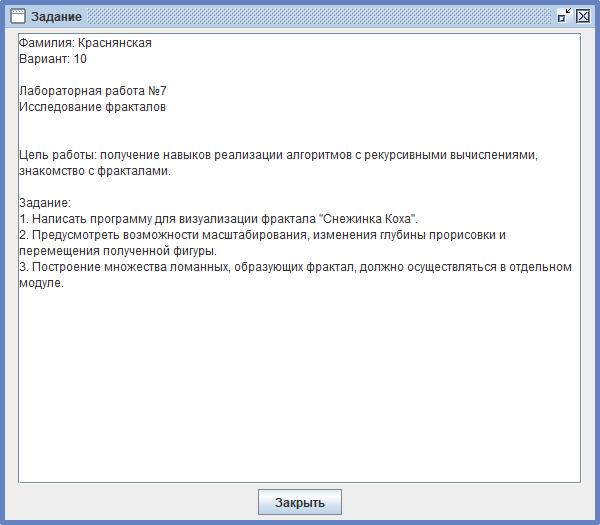 Задание
Фамилия: Краснянская
Вариант: 10
Лабораторная работа №7
Исследование фракталов
Цель работы: получение навыков реализации алгоритмов с рекурсивными вычислениями,
знакомство с фракталами.
Задание:
1. Написать программу для визуализации фрактала "Снежинка Коха".
2. Предусмотреть возможности масштабирования, изменения глубины прорисовки и
перемещения полученной фигуры.
3. Построение множества ломанных, образующих фрактал, должно осуществляться в отдельном
модуле.
Закрыть